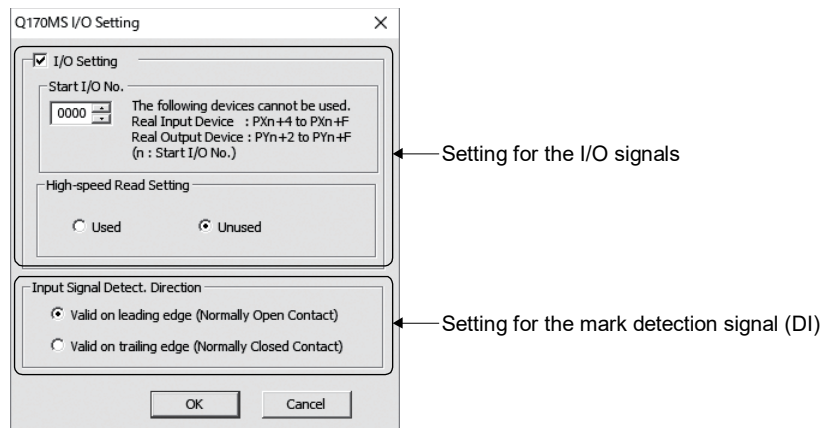 Q170MS I/O Setting
I/O Setting
Start I/O No.
0000
The following devices cannot be used.
Real Input Device : PXn+4 to PXn+F
Real Output Device : PYn+2 to PYn+F
(n : Start I/O No.)
Setting for the I/O signals
High-speed Read Setting
Used Unused
Input Signal Detect. Direction
Valid on leading edge (Normally Open Contact)
Setting for the mark detection signal (DI)
Valid on trailing edge (Normally Closed Contact)
OK Cancel